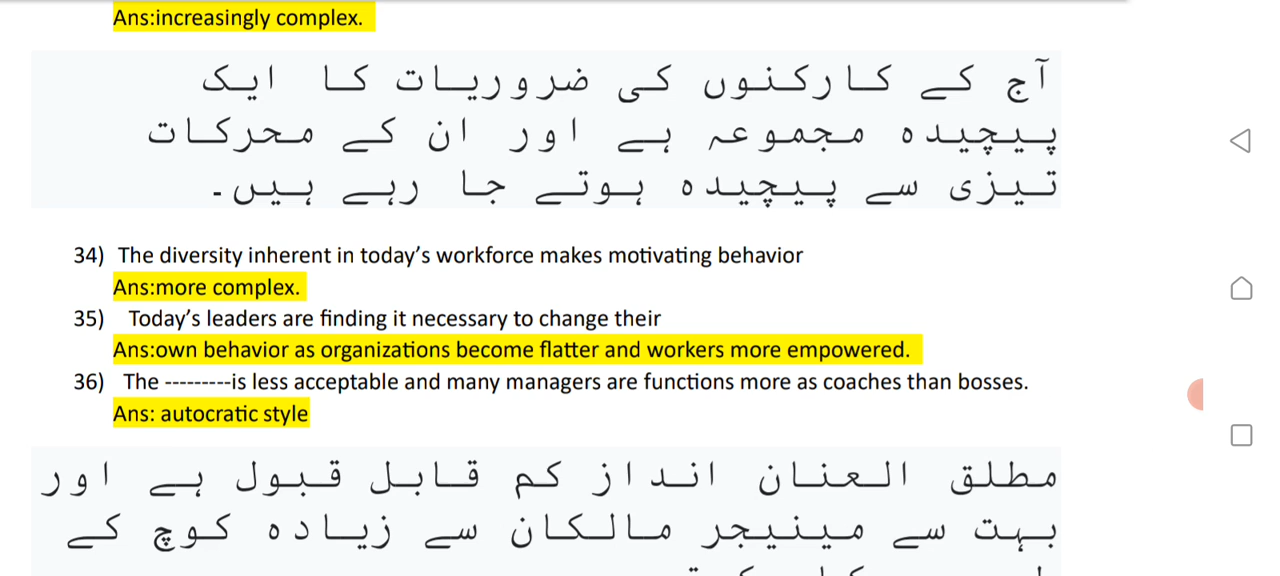 Ans:increasingly complex.
آج کے کارکنوں کی ضروریات کا ایک
پیچیدہ مجموعہ ہے اور ان کے محرکات
تیزی سے پیچیدہ ہوتے جا رہے ہیں۔
34) The diversity inherent in today’s workforce makes motivating behavior
Ans:more complex.
35) Today’s leaders are finding it necessary to change their
Ans:own behavior as organizations become flatter and workers more empowered.
36) The ---------is less acceptable and many managers are functions more as coaches than bosses.
Ans: autocratic style
مطلق العنان انداز کم قابل قبول ہے اور
بہت سے مینیجر مالکان سے زیادہ کوچ کے